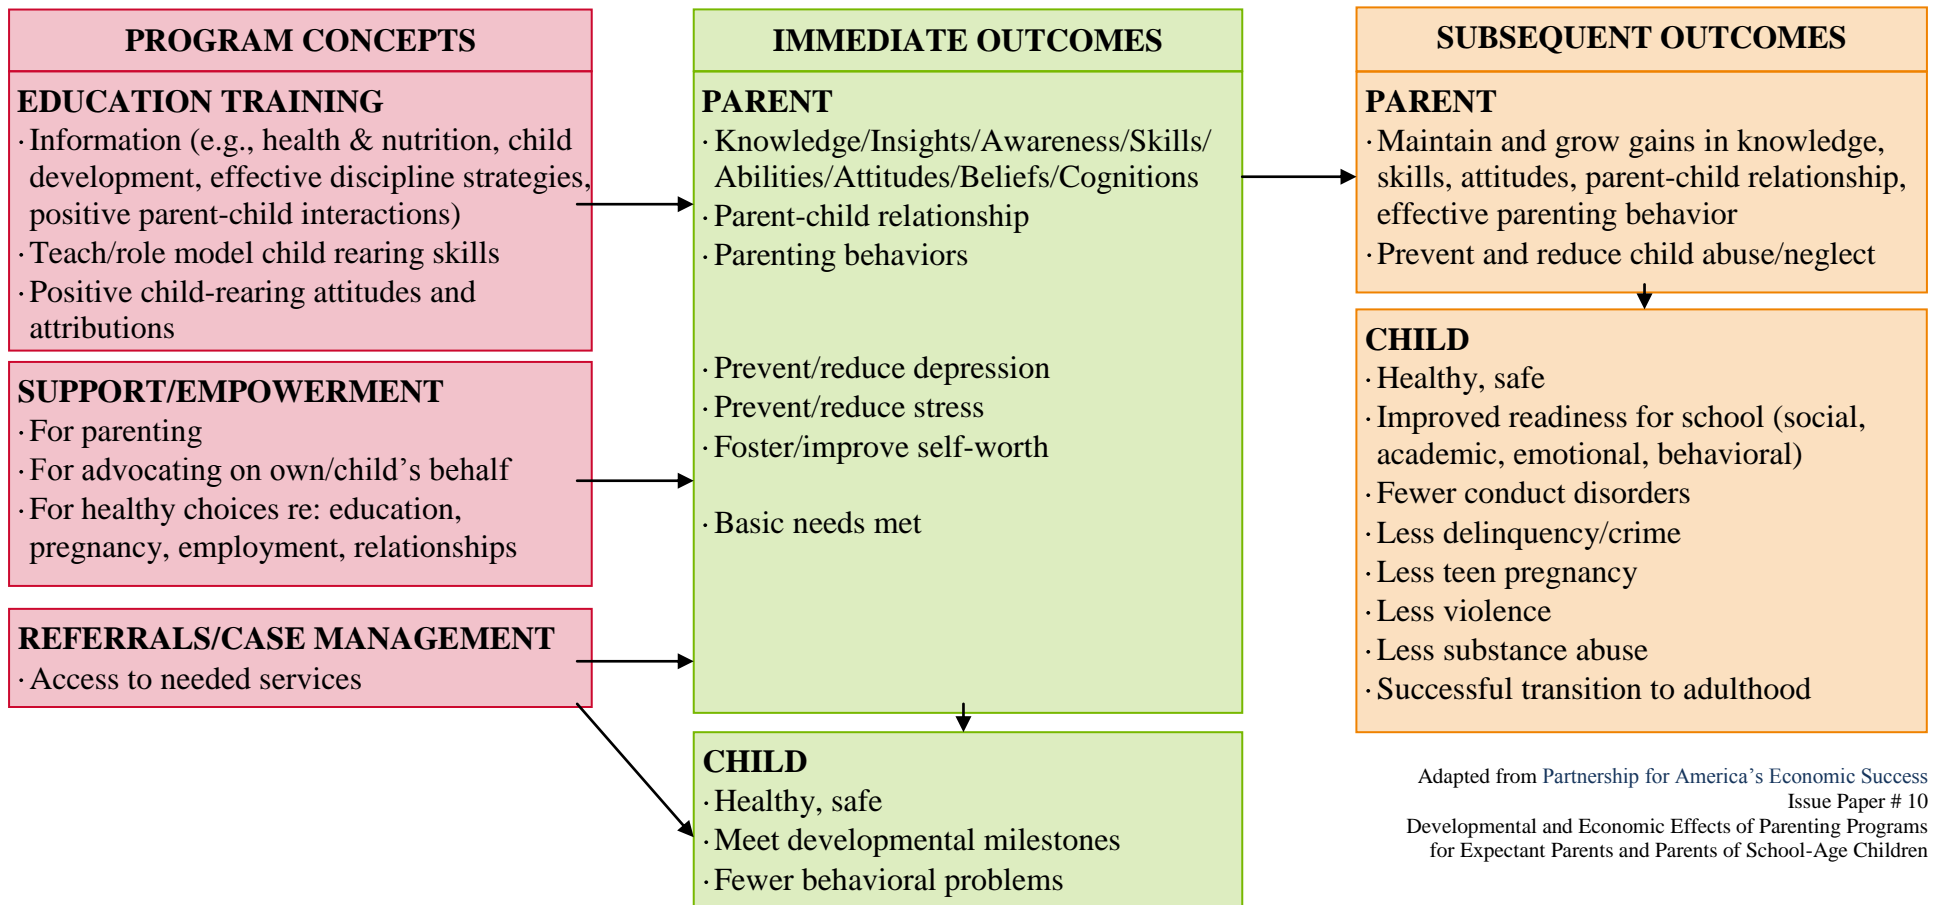 PROGRAM CONCEPTS
EDUCATION TRAINING
· Information (e.g., health & nutrition, child
development, effective discipline strategies,
positive parent-child interactions)
· Teach/role model child rearing skills
· Positive child-rearing attitudes and
attributions
SUPPORT/EMPOWERMENT
· For parenting
· For advocating on own/child’s behalf
· For healthy choices re: education,
pregnancy, employment, relationships
REFERRALS/CASE MANAGEMENT
· Access to needed services
IMMEDIATE OUTCOMES
PARENT
· Knowledge/Insights/Awareness/Skills/
Abilities/Attitudes/Beliefs/Cognitions
· Parent-child relationship
· Parenting behaviors
· Prevent/reduce depression
· Prevent/reduce stress
· Foster/improve self-worth
· Basic needs met
CHILD
· Healthy, safe
· Meet developmental milestones
· Fewer behavioral problems
SUBSEQUENT OUTCOMES
PARENT
· Maintain and grow gains in knowledge,
skills, attitudes, parent-child relationship,
effective parenting behavior
· Prevent and reduce child abuse/neglect
CHILD
· Healthy, safe
· Improved readiness for school (social,
academic, emotional, behavioral)
· Fewer conduct disorders
· Less delinquency/crime
· Less teen pregnancy
· Less violence
· Less substance abuse
· Successful transition to adulthood
Adapted from Partnership for America’s Economic Success
Issue Paper # 10
Developmental and Economic Effects of Parenting Programs
for Expectant Parents and Parents of School-Age Children